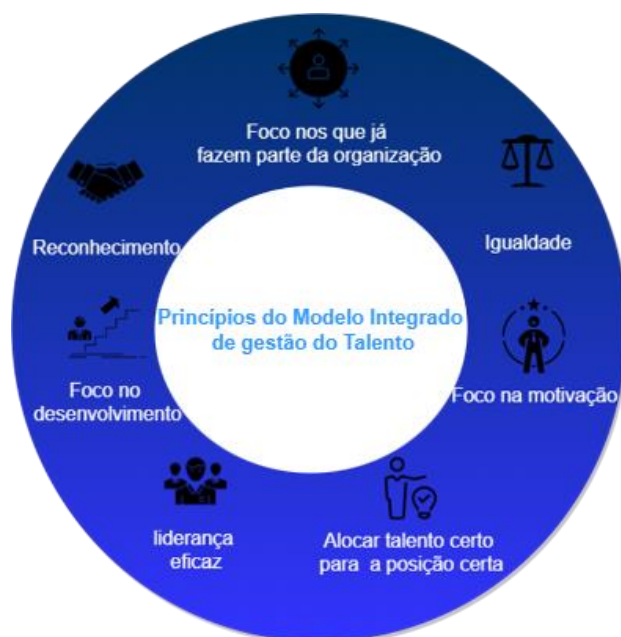 Foco nos que já
fazem parte da organização
Igualdade
Foco na motivação
Alocar talento certo
para a posição certa
liderança
eficaz
Foco no
desenvolvimento
Reconhecimento
Princípios do Modelo Integrado
de gestão do Talento